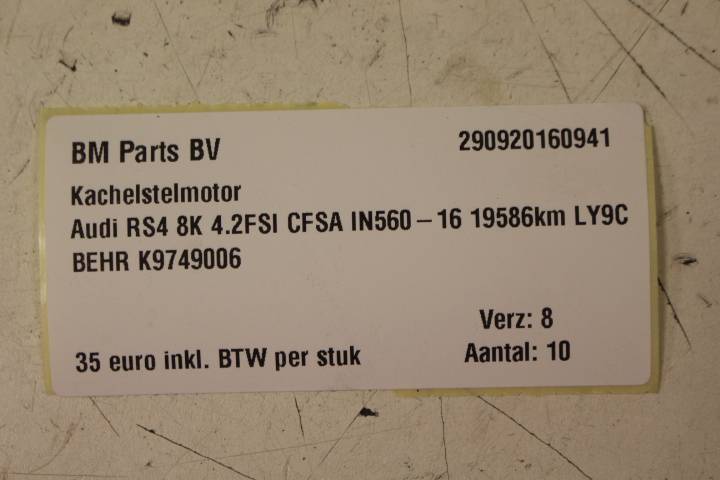 BM Parts BV 290920160941
Kachelstelmotor
Audi RS4 8K 4.2FSI CFSA IN560-16 19586km LY9C
BEHR K9749006
Verz: 8
35 euro inkl. BTW per stuk Aantal: 10